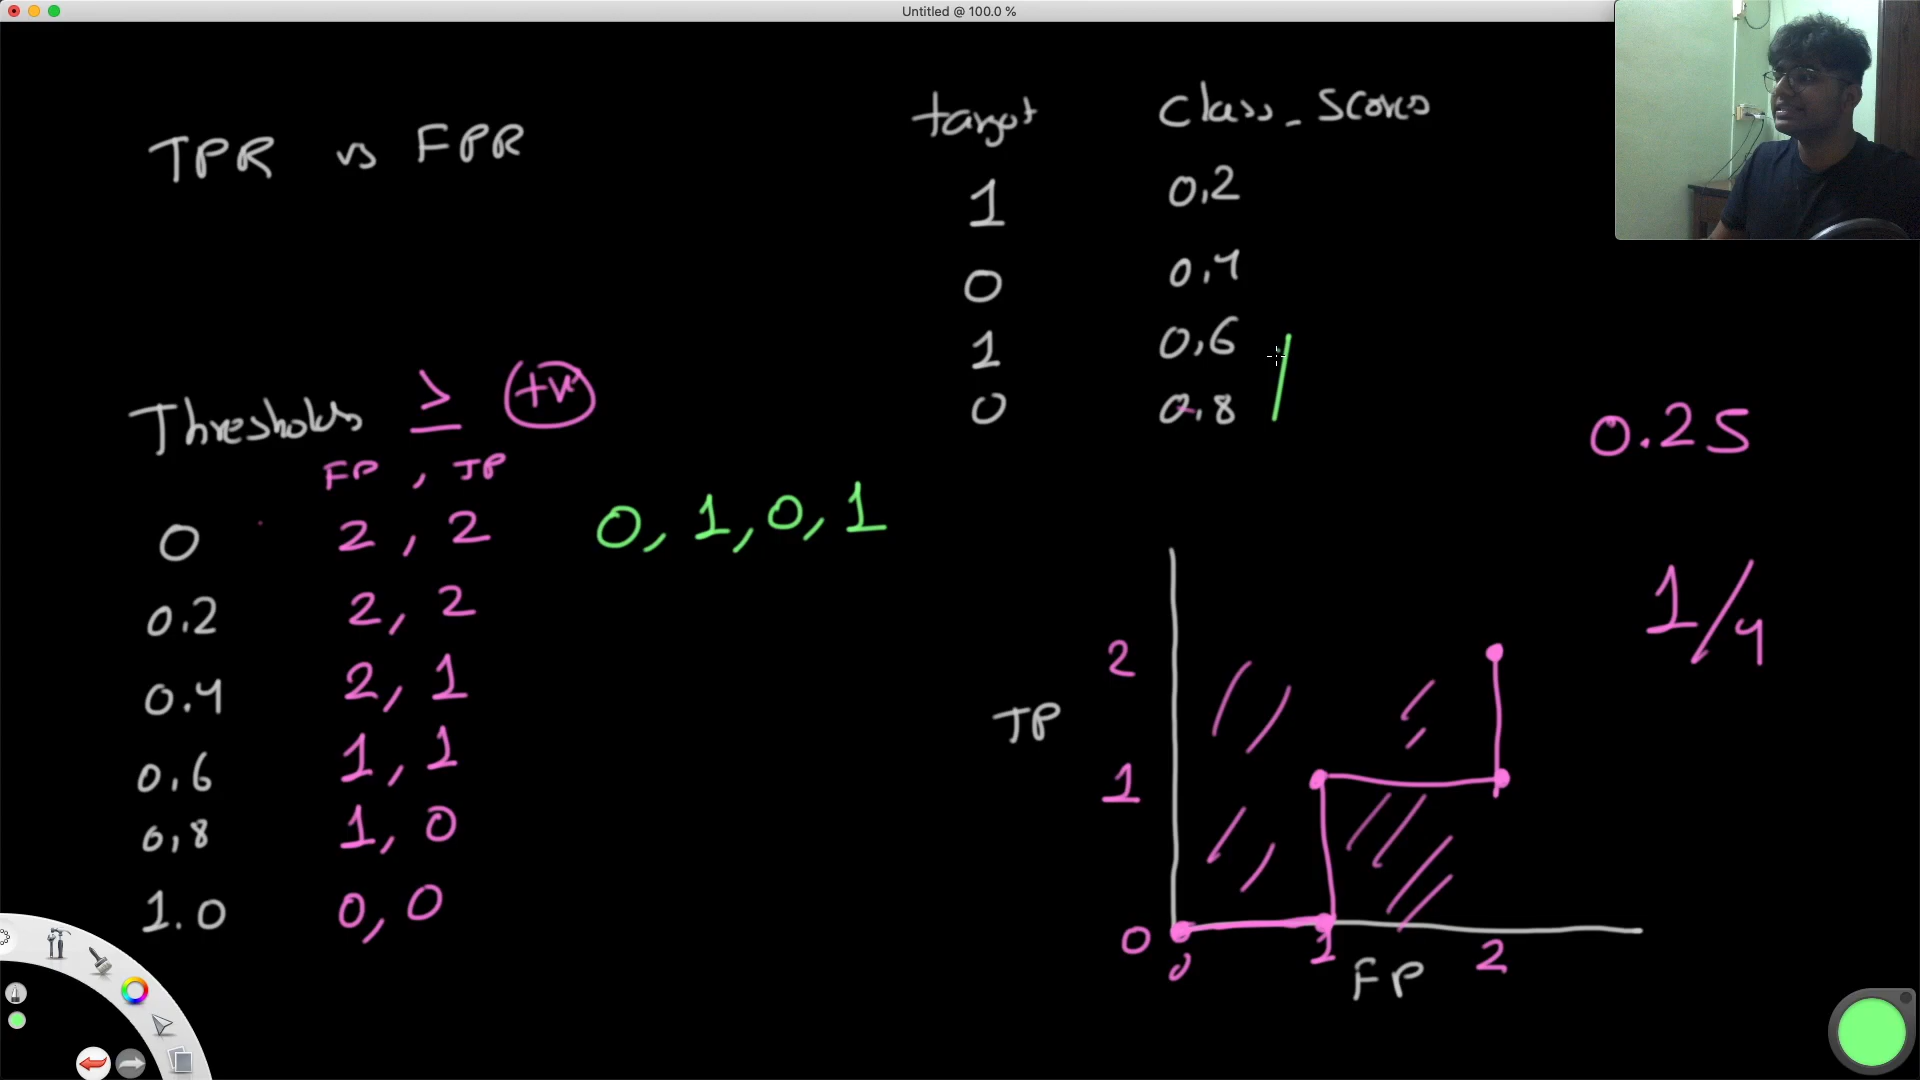 Untitled @ 100.0 %
TPR vs FPR
target class_scores
1 0.2
0 0.4
1 0.6
0 0.8
Thresholds ≥ +ve
FP, TP
0 2, 2 0, 1, 0, 1
0.2 2, 2
0.4 2, 1
0.6 1, 1
0.8 1, 0
1.0 0, 0
0.25
1/4
2
TP
1
0
0 1 2
FP